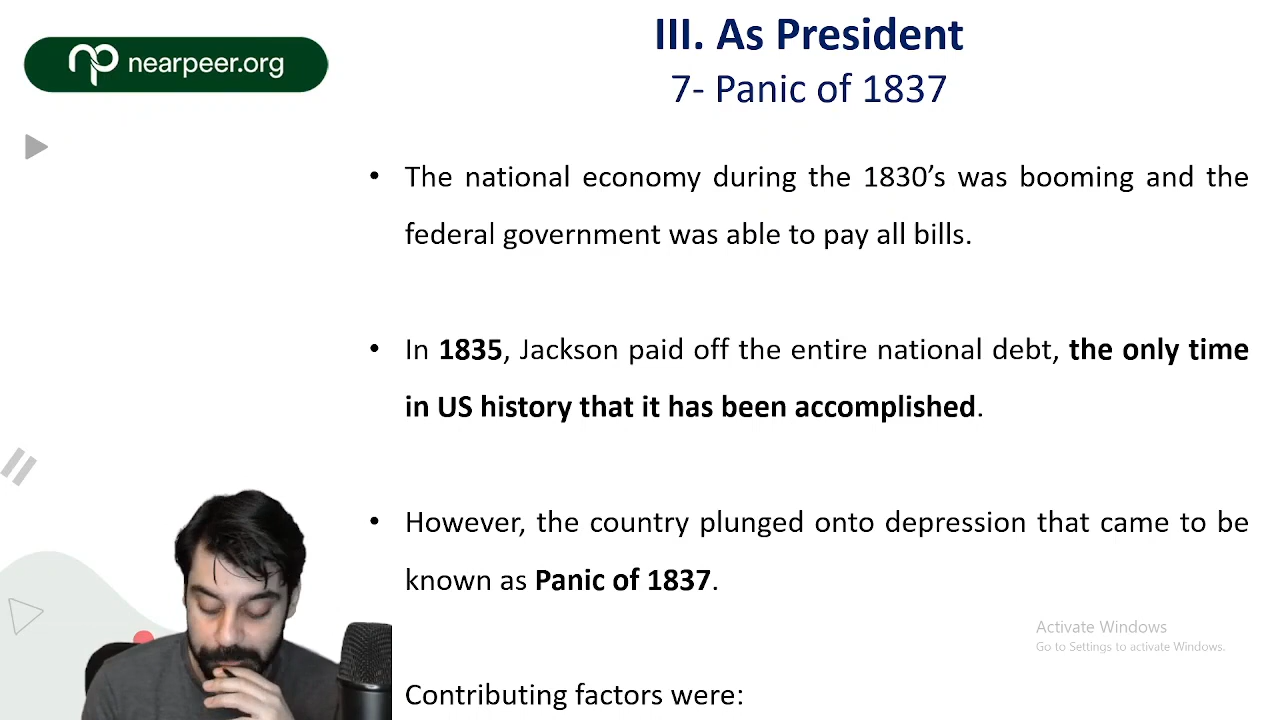 nearpeer.org
III. As President
7- Panic of 1837
• The national economy during the 1830’s was booming and the
federal government was able to pay all bills.
• In 1835, Jackson paid off the entire national debt, the only time
in US history that it has been accomplished.
• However, the country plunged onto depression that came to be
known as Panic of 1837.
Contributing factors were:
Activate Windows
Go to Settings to activate Windows.